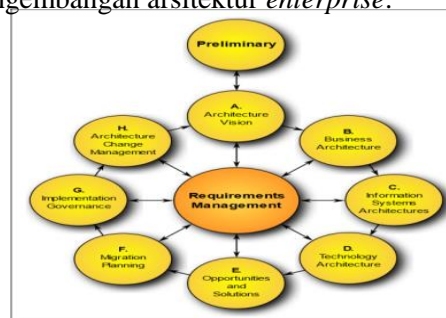 ngembangan arsitektur enterprise.
Preliminary
A.
Architecture
Vision
H.
Architecture
Change
Management
B.
Business
Architecture
G.
Implementation
Governance
Requirements
Management
C.
Information
Systems
Architectures
F.
Migration
Planning
D.
Technology
Architecture
E.
Opportunities
and
Solutions